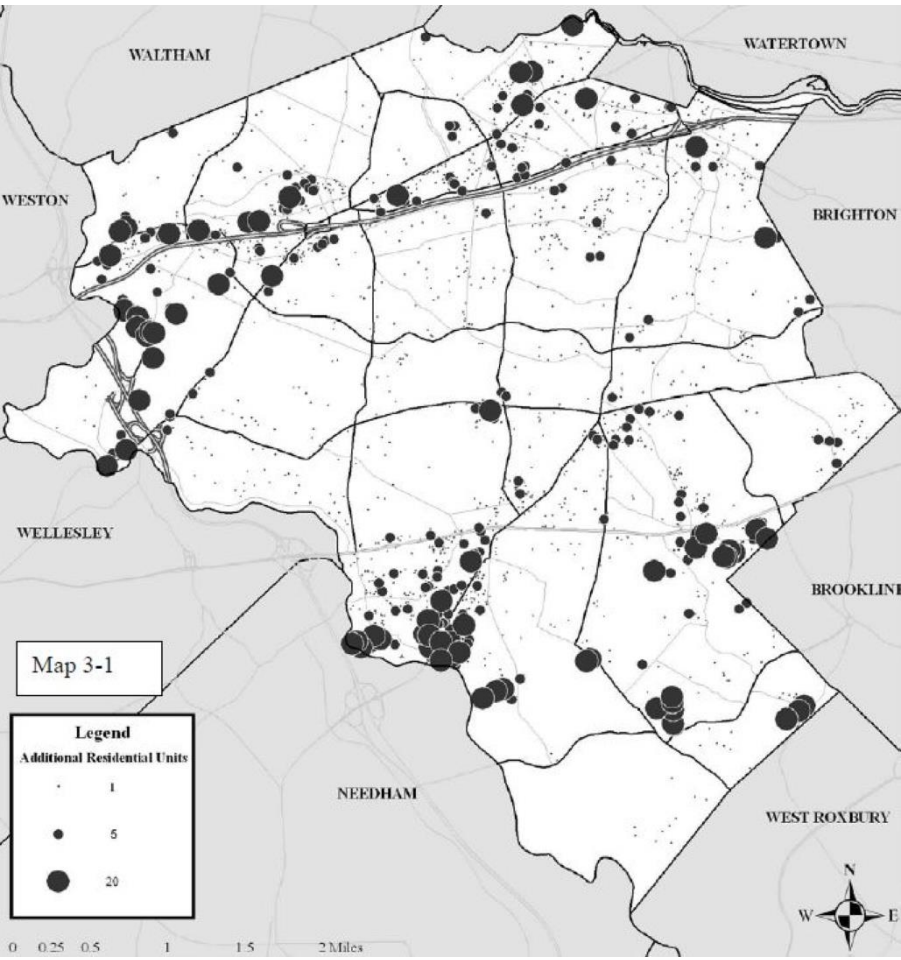 WALTHAM
WATERTOWN
WESTON
BRIGHTON
WELLESLEY
BROOKLINE
Map 3-1
Legend
Additional Residential Units
1
5
20
NEEDHAM
WEST ROXBURY
N
W E
S
0 0.25 0.5 1 1.5 2 Miles